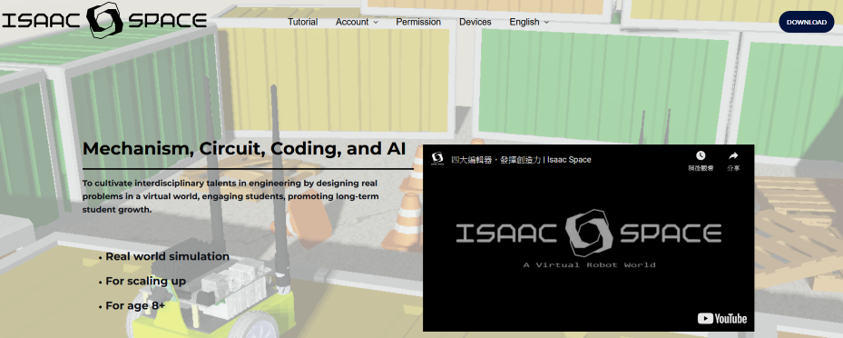 ISAAC SPACE
Tutorial Account Permission Devices English DOWNLOAD
Mechanism, Circuit, Coding, and AI
To cultivate interdisciplinary talents in engineering by designing real
problems in a virtual world, engaging students, promoting long-term
student growth.
• Real world simulation
• For scaling up
• For age 8+
四大編輯器・發揮創造力 | Isaac Space
稍後觀看 分享
ISAAC SPACE
A Virtual Robot World
YouTube